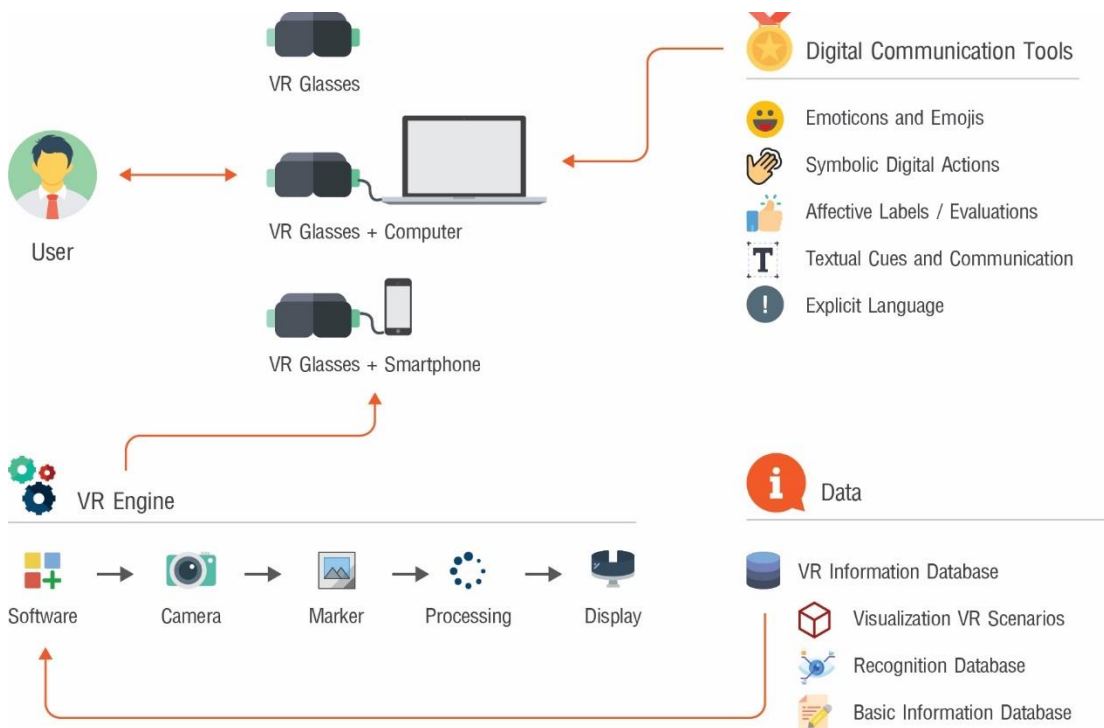 VR Glasses
Digital Communication Tools
Emoticons and Emojis
Symbolic Digital Actions
Affective Labels / Evaluations
T
Textual Cues and Communication
!
Explicit Language
User
VR Glasses + Computer
VR Glasses + Smartphone
VR Engine
Software
Camera
Marker
Processing
Display
i
Data
VR Information Database
Visualization VR Scenarios
Recognition Database
Basic Information Database